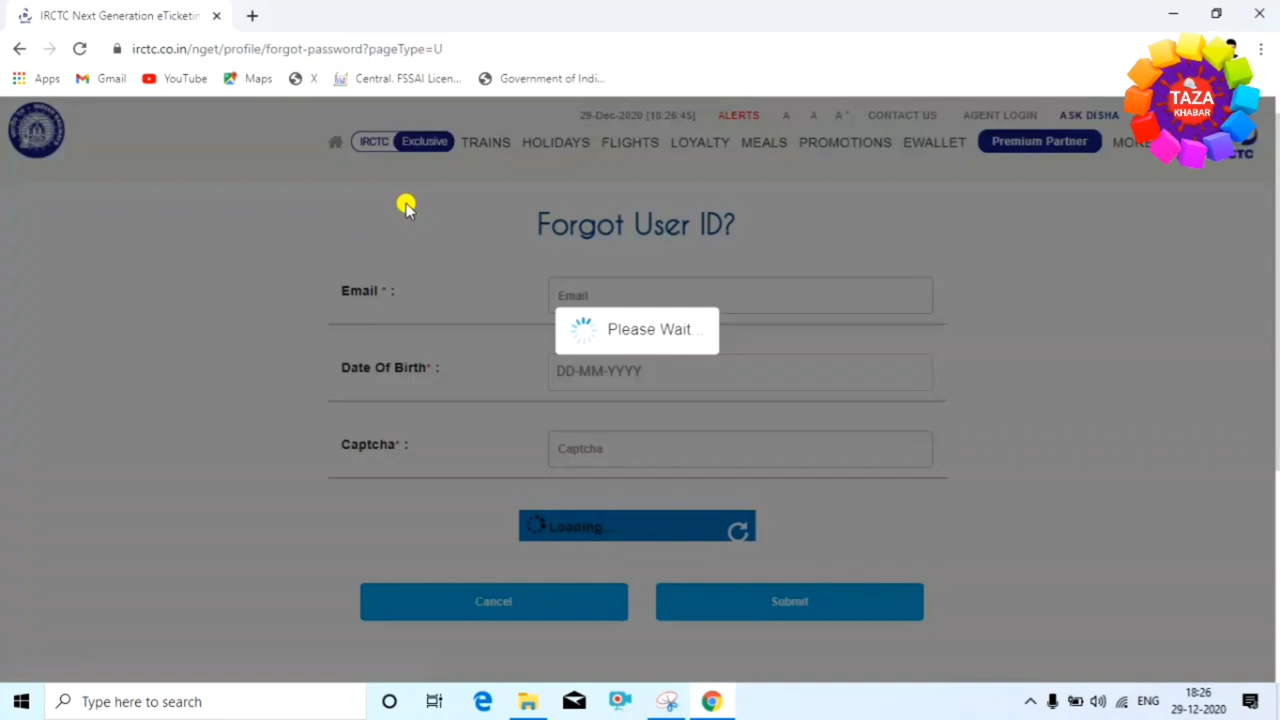 IRCTC Next Generation eTicketin
irctc.co.in/nget/profile/forgot-password?pageType=U
Apps Gmail YouTube Maps X Central. FSSAI Licen... Government of Indi...
TAZA
KHABAR
29-Dec-2020 [18:26:45] ALERTS A A A+ CONTACT US AGENT LOGIN ASK DISHA
IRCTC Exclusive TRAINS HOLIDAYS FLIGHTS LOYALTY MEALS PROMOTIONS EWALLET Premium Partner MORE
Forgot User ID?
Email * :
Email
Please Wait...
Date Of Birth* :
DD-MM-YYYY
Captcha* :
Captcha
Loading...
Cancel Submit
Type here to search
ENG
18:26
29-12-2020